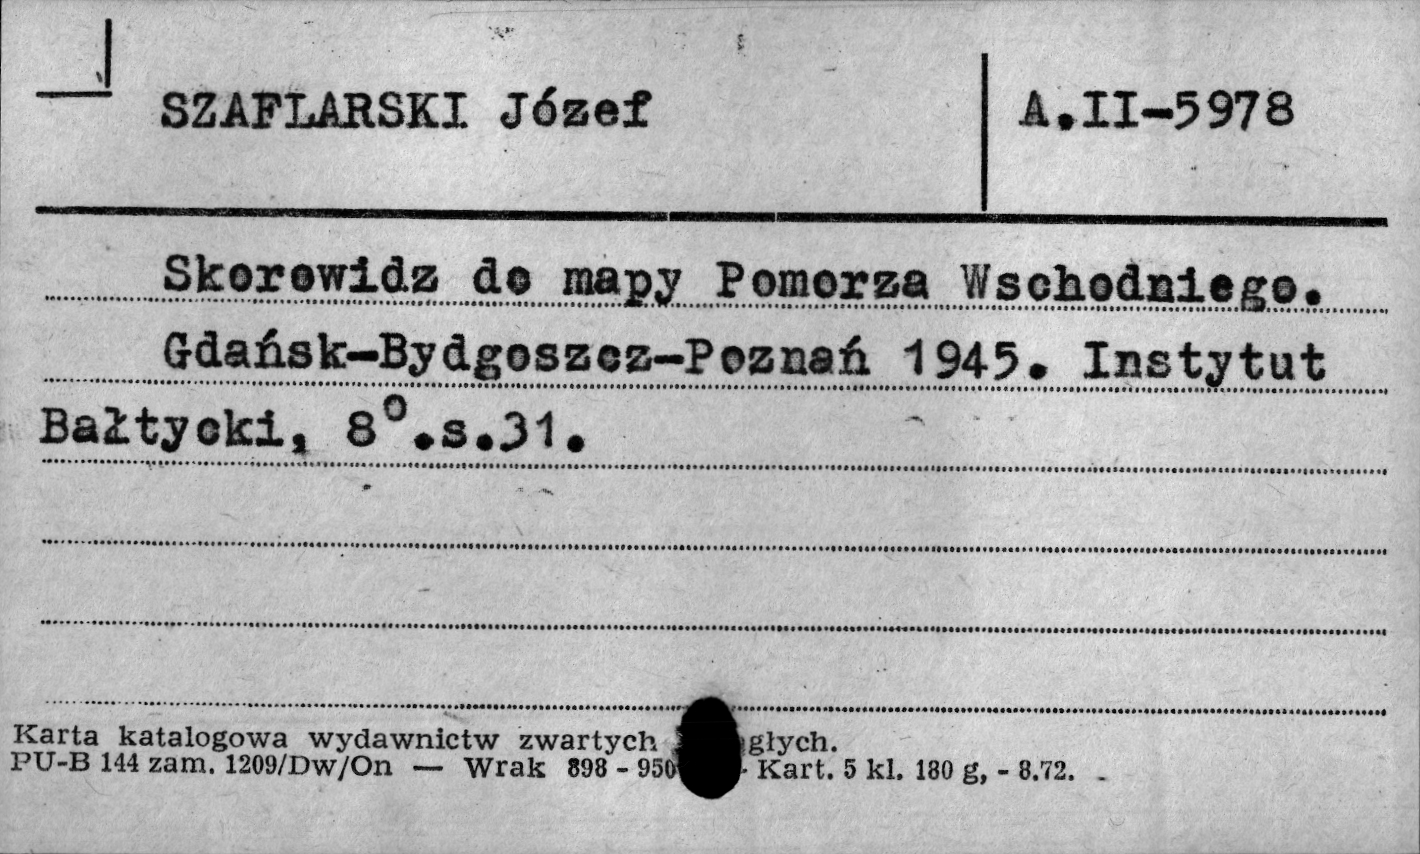 SZAFLARSKI Józef
A.II-5978
Skorowidz do mapy Pomorza Wschodniego.
Gdańsk-Bydgoszcz-Poznań 1945. Instytut
Bałtycki, 8°.s.31.
Karta katalogowa wydawnictw zwartych głych.
PU-B 144 zam. 1209/Dw/On — Wrak 898 - 950 Kart. 5 kl. 180 g, - 8.72.